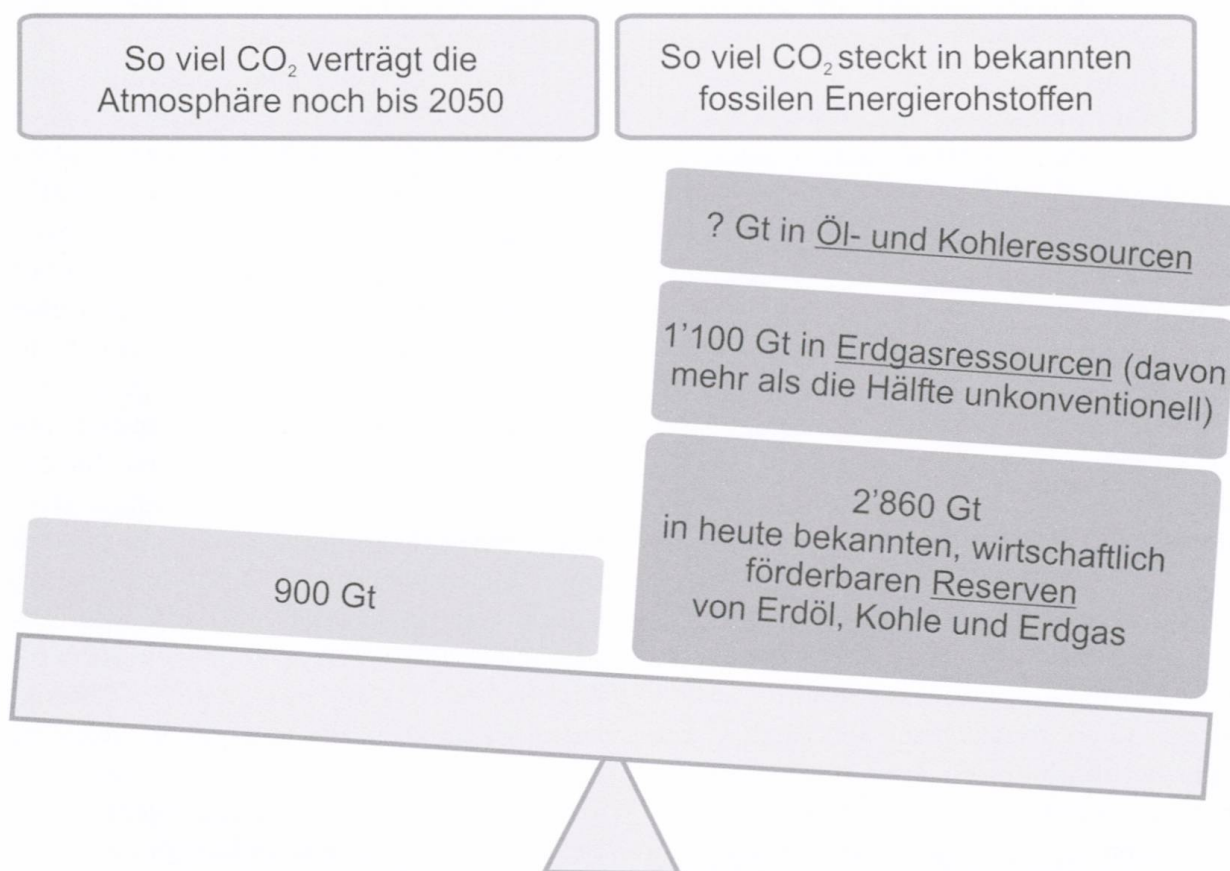 So viel CO₂ verträgt die
Atmosphäre noch bis 2050
So viel CO₂ steckt in bekannten
fossilen Energierohstoffen
? Gt in Öl- und Kohleressourcen
1’100 Gt in Erdgasressourcen (davon
mehr als die Hälfte unkonventionell)
2’860 Gt
in heute bekannten, wirtschaftlich
förderbaren Reserven
von Erdöl, Kohle und Erdgas
900 Gt